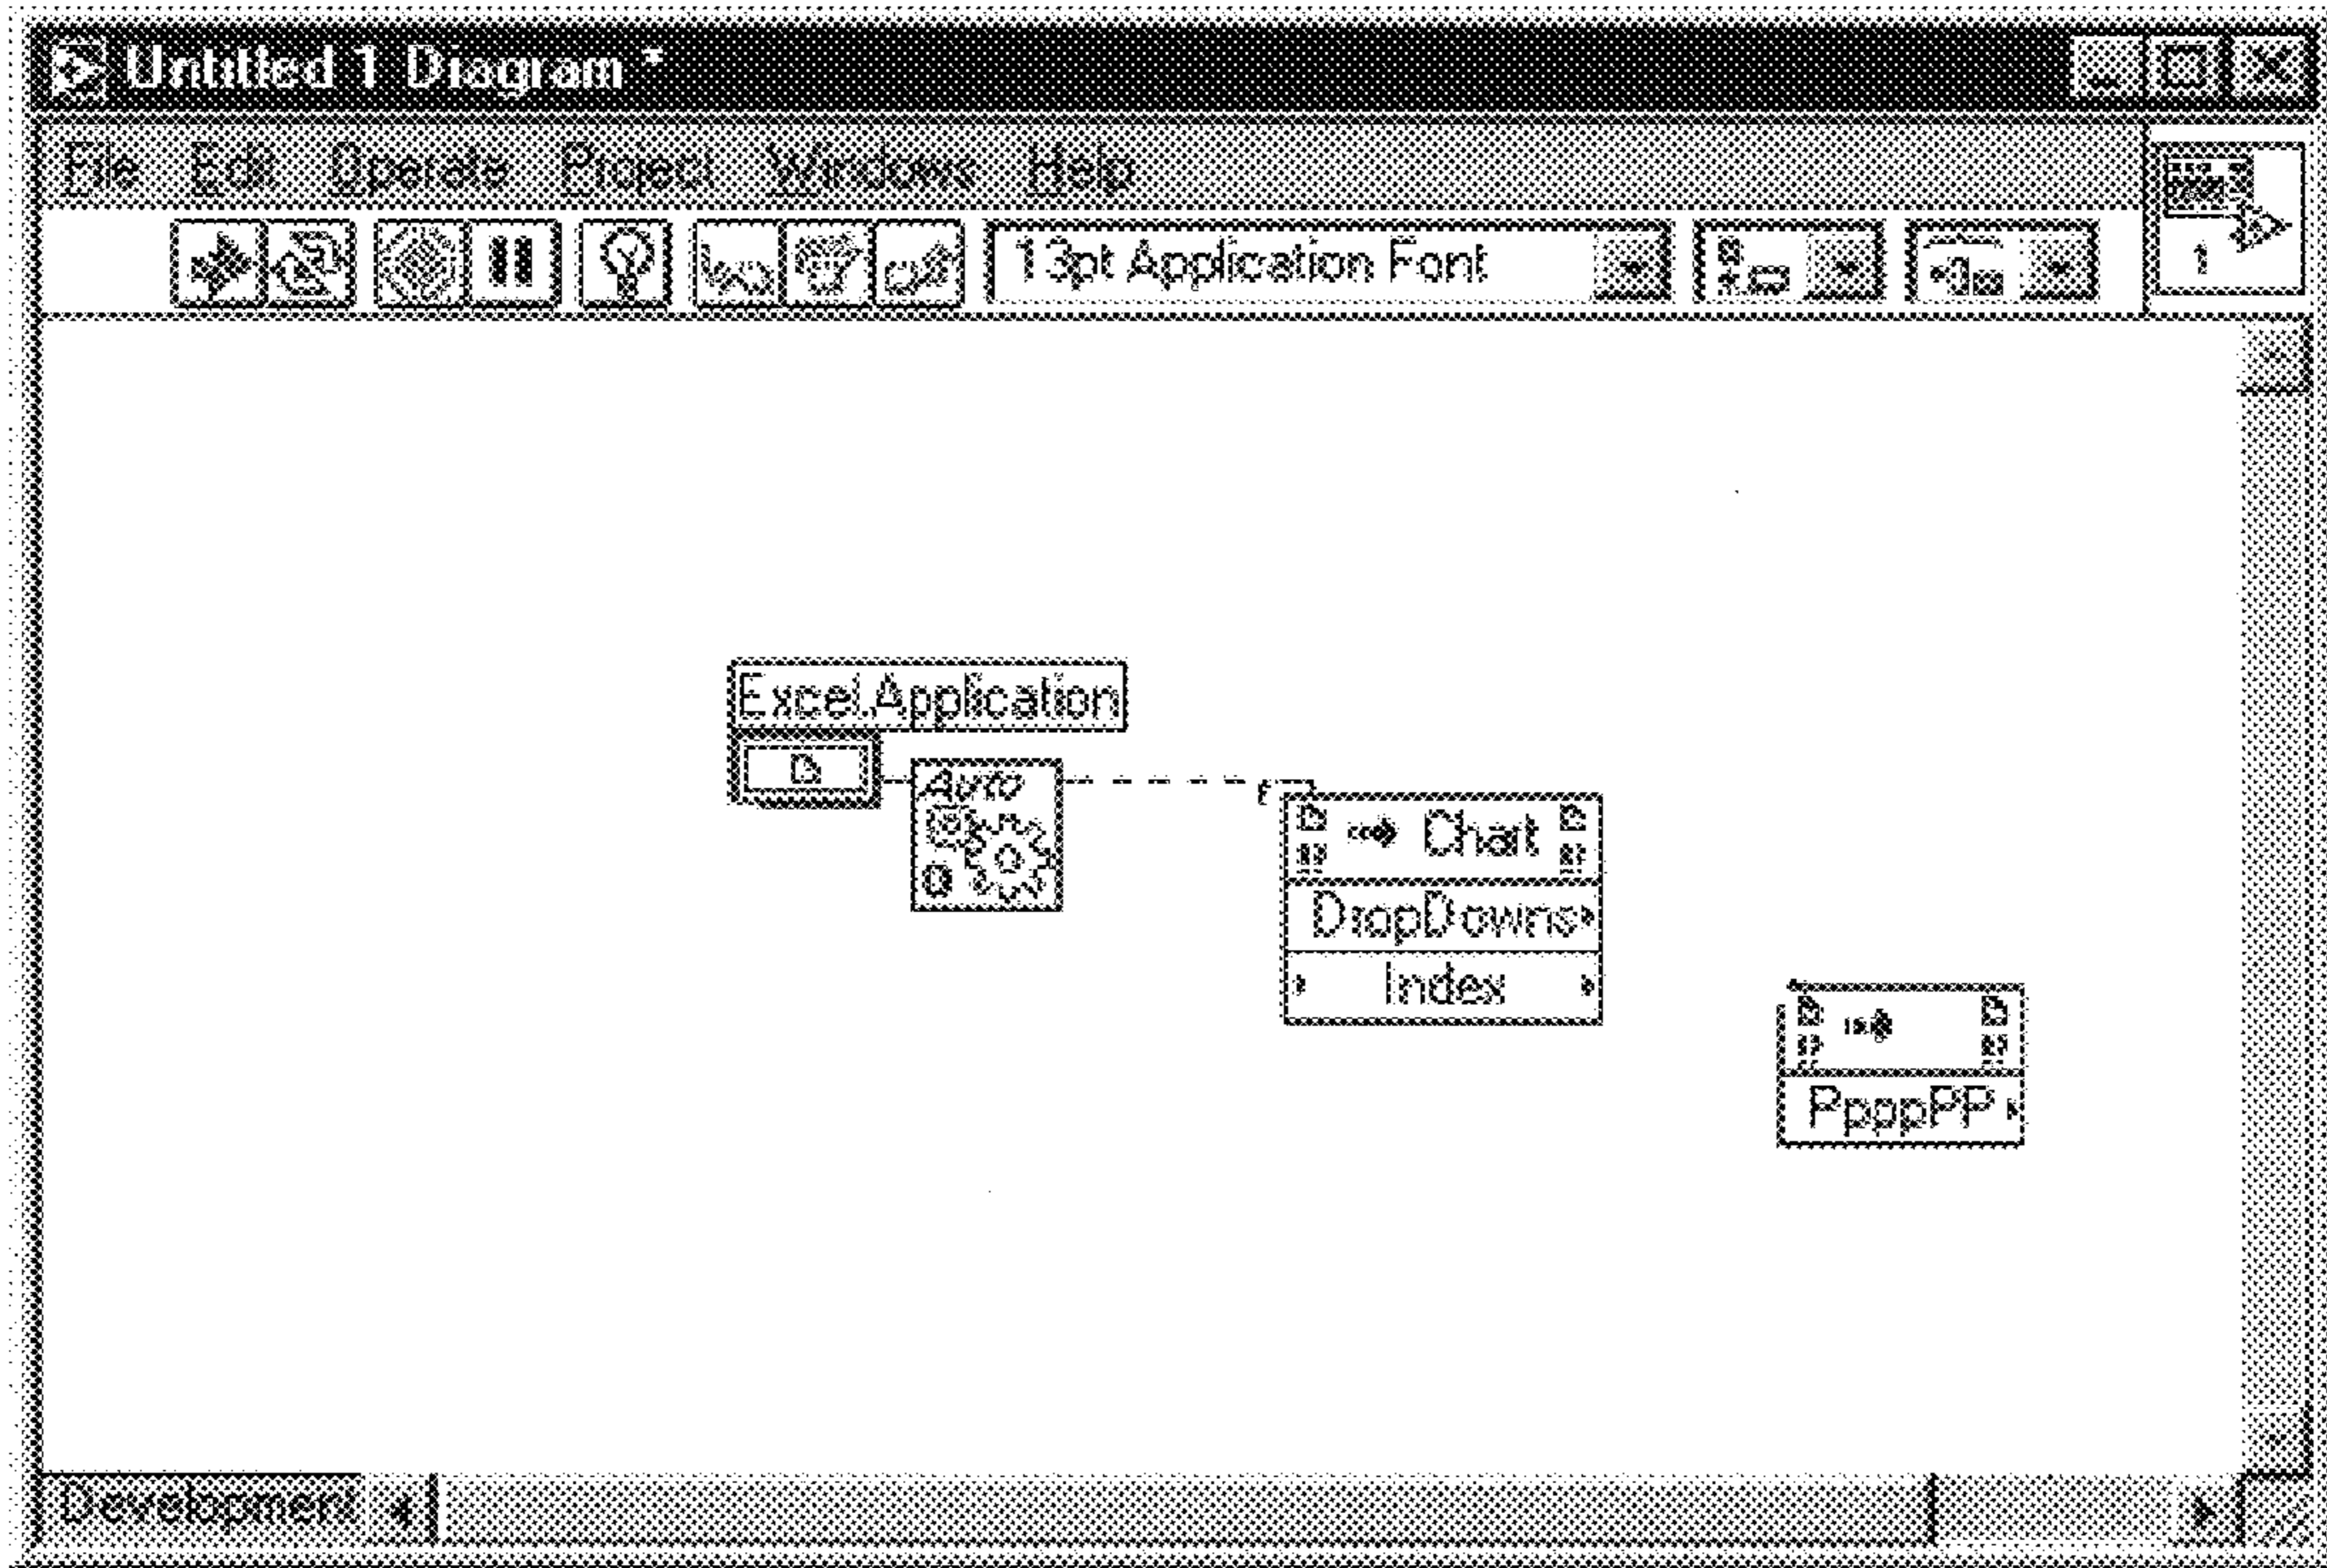 Untitled 1 Diagram *
File Edit Operate Project Windows Help
13pt Application Font
1
Excel.Application
Auto
Chart
DropDowns
Index
PpppPP
Development